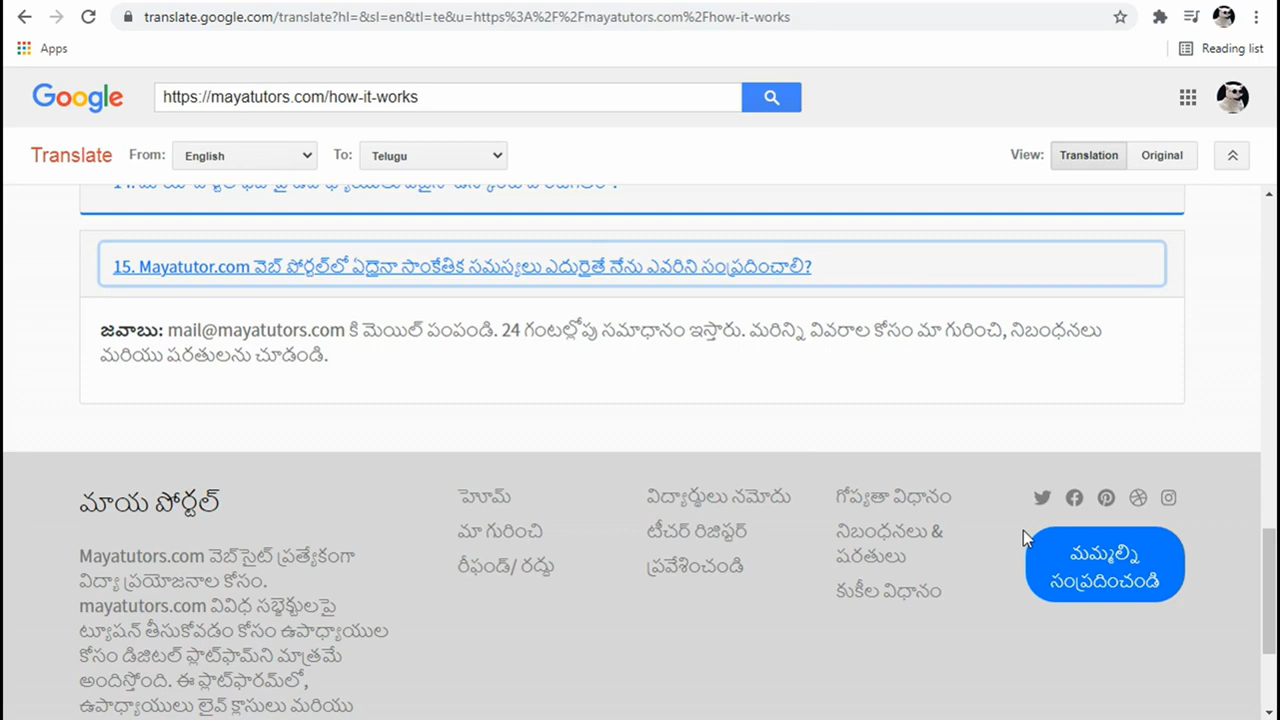 translate.google.com/translate?hl=&sl=en&tl=te&u=https%3A%2F%2Fmayatutors.com%2Fhow-it-works
Apps
Reading list
Google
https://mayatutors.com/how-it-works
Translate From: English To: Telugu View: Translation Original
15. Mayatutor.com వెబ్ పోర్టల్‌లో ఏదైనా సాంకేతిక సమస్యలు ఎదురైతే నేను ఎవరిని సంప్రదించాలి?
జవాబు: mail@mayatutors.com కి మెయిల్ పంపండి. 24 గంటల్లోపు సమాధానం ఇస్తారు. మరిన్ని వివరాల కోసం మా గురించి, నిబంధనలు
మరియు షరతులను చూడండి.
మాయ పోర్టల్
Mayatutors.com వెబ్‌సైట్ ప్రత్యేకంగా
విద్యా ప్రయోజనాల కోసం.
mayatutors.com వివిధ సబ్జెక్టులపై
ట్యూషన్ తీసుకోవడం కోసం ఉపాధ్యాయుల
కోసం డిజిటల్ ప్లాట్‌ఫామ్‌ని మాత్రమే
అందిస్తోంది. ఈ ప్లాట్‌ఫారమ్‌లో,
ఉపాధ్యాయులు లైవ్ క్లాసులు మరియు
హొమ్
మా గురించి
రీఫండ్/ రద్దు
విద్యార్థులు నమోదు
టీచర్ రిజిష్టర్
ప్రవేశించండి
గోప్యతా విధానం
నిబంధనలు &
షరతులు
కుకీల విధానం
మమ్మల్ని
సంప్రదించండి